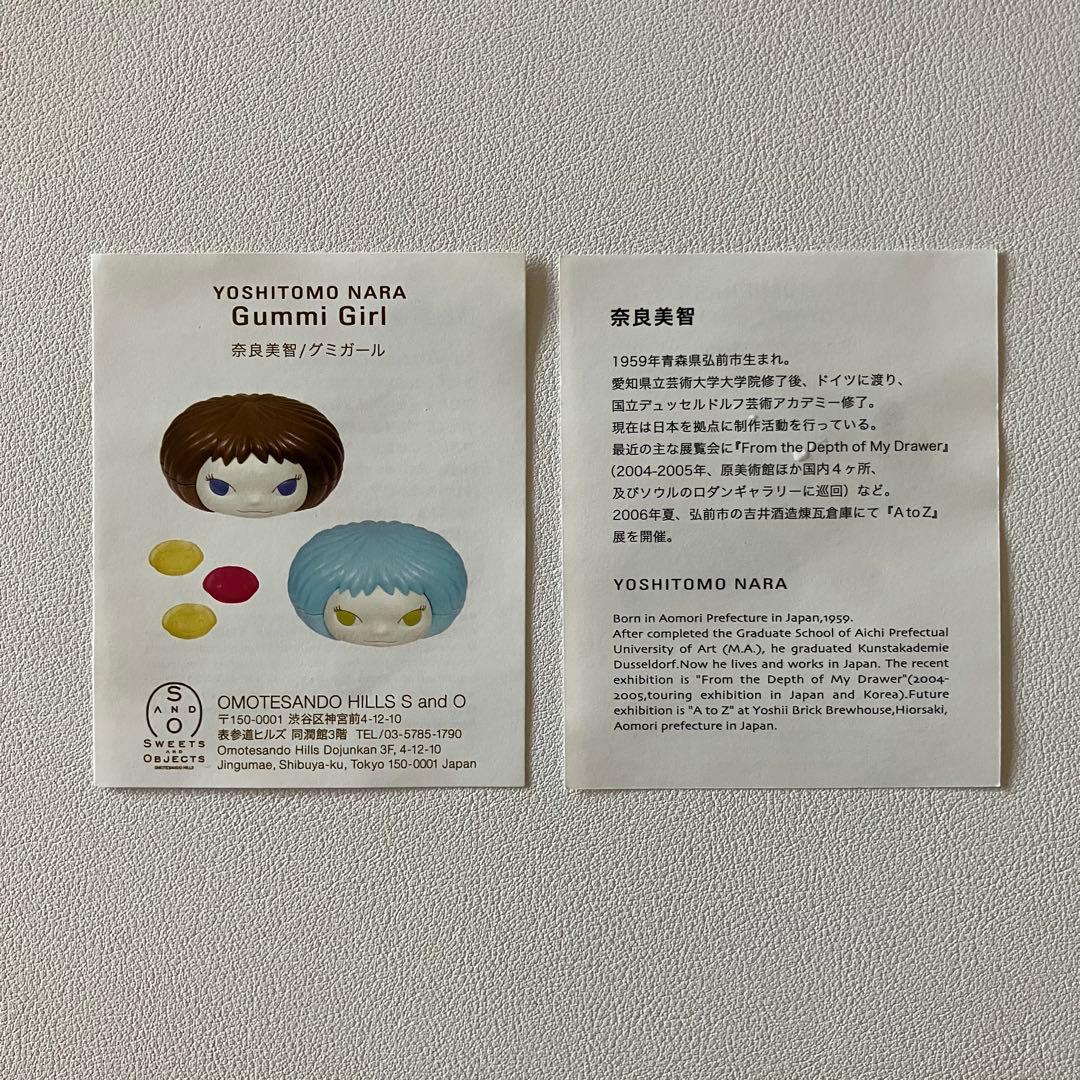 YOSHITOMO NARA
Gummi Girl
奈良美智/グミガール
S
AND
O
SWEETS
AND
OBJECTS
OMOTESANDO HILLS
OMOTESANDO HILLS S and O
〒150-0001 渋谷区神宮前4-12-10
表参道ヒルズ 同潤館3階 TEL/03-5785-1790
Omotesando Hills Dojunkan 3F, 4-12-10
Jingumae, Shibuya-ku, Tokyo 150-0001 Japan
奈良美智
1959年青森県弘前市生まれ。
愛知県立芸術大学大学院修了後、ドイツに渡り、
国立デュッセルドルフ芸術アカデミー修了。
現在は日本を拠点に制作活動を行っている。
最近の主な展覧会に『From the Depth of My Drawer』
(2004-2005年、原美術館ほか国内4ヶ所、
及びソウルのロダンギャラリーに巡回)など。
2006年夏、弘前市の吉井酒造煉瓦倉庫にて『A to Z』
展を開催。
YOSHITOMO NARA
Born in Aomori Prefecture in Japan,1959.
After completed the Graduate School of Aichi Prefectual
University of Art (M.A.), he graduated Kunstakademie
Dusseldorf.Now he lives and works in Japan. The recent
exhibition is "From the Depth of My Drawer"(2004-
2005,touring exhibition in Japan and Korea).Future
exhibition is "A to Z" at Yoshii Brick Brewhouse,Hiorsaki,
Aomori prefecture in Japan.